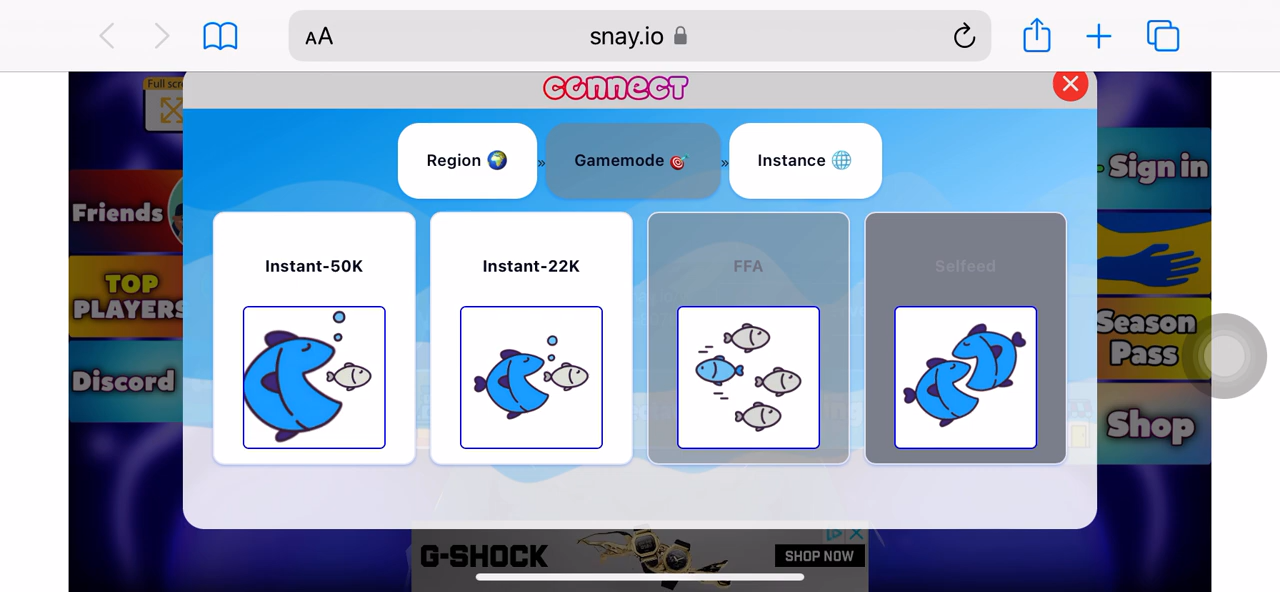 AA
snay.io
Full scre
connect
Region
»
Gamemode
»
Instance
Sign in
Friends
TOP
PLAYERS
Discord
Instant-50K
Instant-22K
FFA
Selfeed
Season
Pass
Shop
G-SHOCK
SHOP NOW